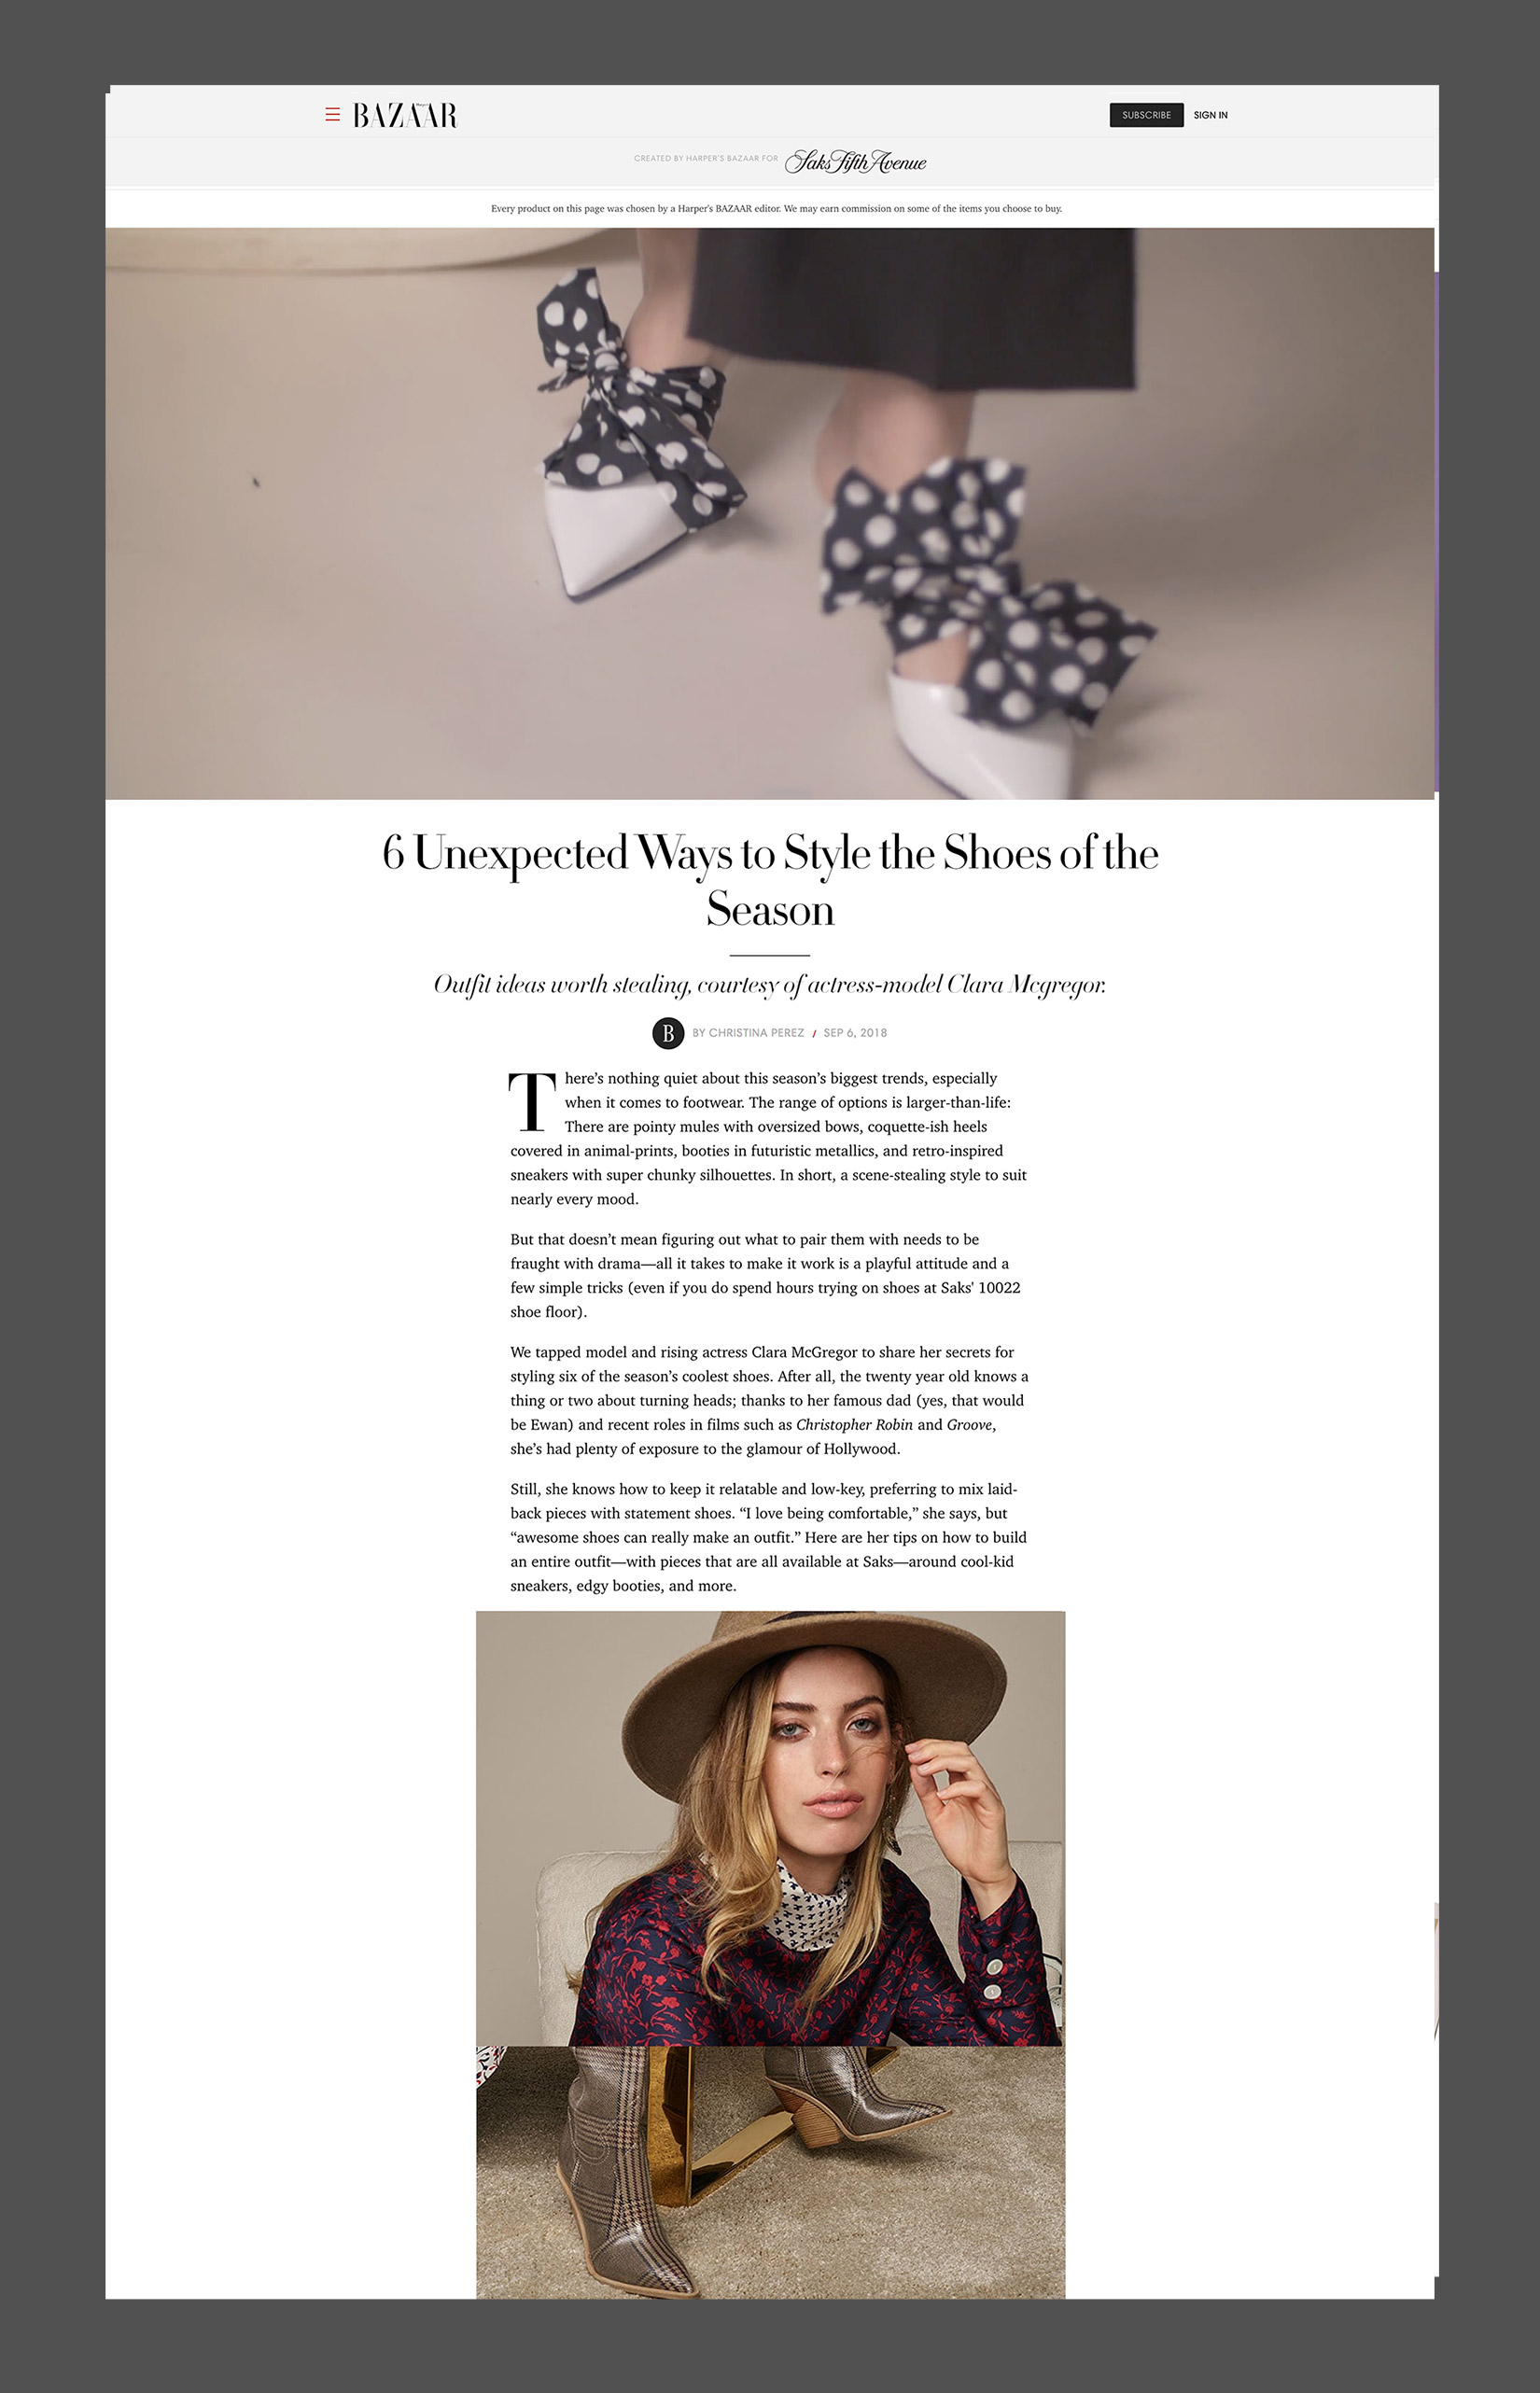 BAZAAR
SUBSCRIBE
SIGN IN
CREATED BY HARPER'S BAZAAR FOR
Saks Fifth Avenue
Every product on this page was chosen by a Harper's BAZAAR editor. We may earn commission on some of the items you choose to buy.
6 Unexpected Ways to Style the Shoes of the
Season
Outfit ideas worth stealing, courtesy of actress-model Clara Mcgregor.
B
BY CHRISTINA PEREZ / SEP 6, 2018
There’s nothing quiet about this season’s biggest trends, especially
when it comes to footwear. The range of options is larger-than-life:
There are pointy mules with oversized bows, coquette-ish heels
covered in animal-prints, booties in futuristic metallics, and retro-inspired
sneakers with super chunky silhouettes. In short, a scene-stealing style to suit
nearly every mood.
But that doesn’t mean figuring out what to pair them with needs to be
fraught with drama—all it takes to make it work is a playful attitude and a
few simple tricks (even if you do spend hours trying on shoes at Saks' 10022
shoe floor).
We tapped model and rising actress Clara McGregor to share her secrets for
styling six of the season’s coolest shoes. After all, the twenty year old knows a
thing or two about turning heads; thanks to her famous dad (yes, that would
be Ewan) and recent roles in films such as Christopher Robin and Groove,
she’s had plenty of exposure to the glamour of Hollywood.
Still, she knows how to keep it relatable and low-key, preferring to mix laid-
back pieces with statement shoes. “I love being comfortable,” she says, but
“awesome shoes can really make an outfit.” Here are her tips on how to build
an entire outfit—with pieces that are all available at Saks—around cool-kid
sneakers, edgy booties, and more.